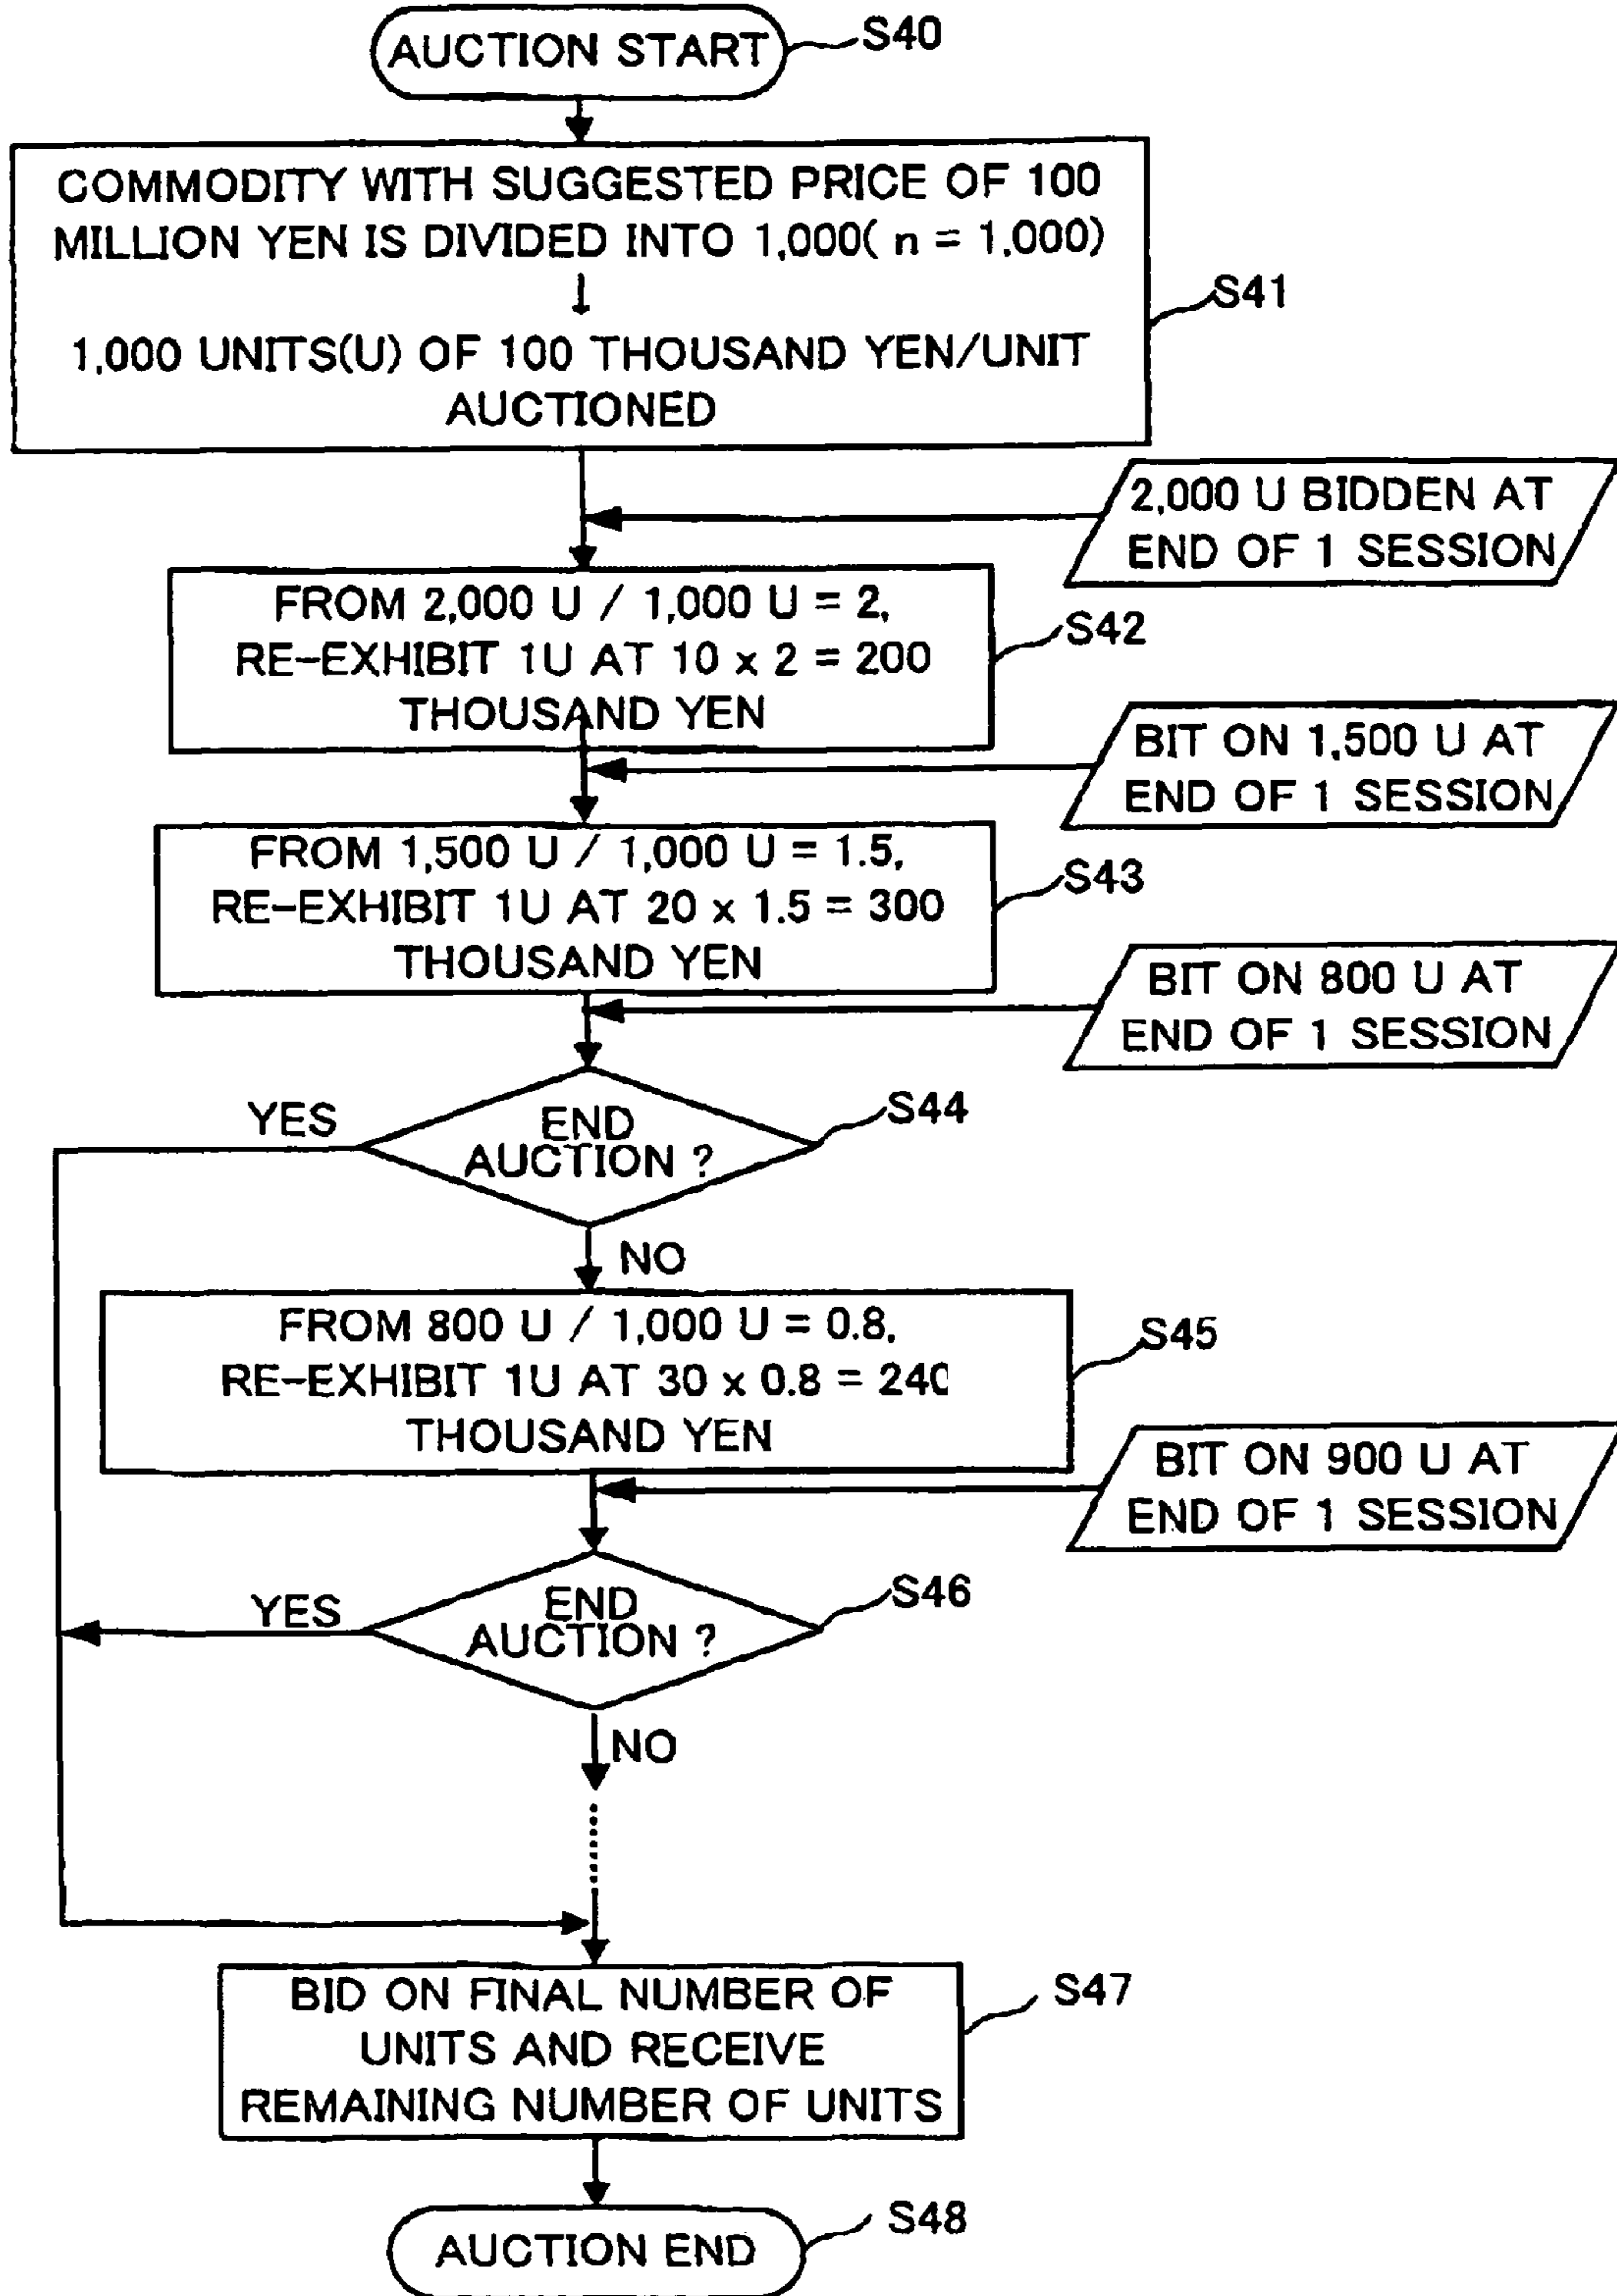 AUCTION START
S40
COMMODITY WITH SUGGESTED PRICE OF 100
MILLION YEN IS DIVIDED INTO 1,000( n = 1,000)
1,000 UNITS(U) OF 100 THOUSAND YEN/UNIT
AUCTIONED
S41
2,000 U BIDDEN AT
END OF 1 SESSION
FROM 2,000 U / 1,000 U = 2,
RE-EXHIBIT 1U AT 10 x 2 = 200
THOUSAND YEN
S42
BIT ON 1,500 U AT
END OF 1 SESSION
FROM 1,500 U / 1,000 U = 1.5,
RE-EXHIBIT 1U AT 20 x 1.5 = 300
THOUSAND YEN
S43
BIT ON 800 U AT
END OF 1 SESSION
END
AUCTION ?
S44
YES
NO
FROM 800 U / 1,000 U = 0.8,
RE-EXHIBIT 1U AT 30 x 0.8 = 240
THOUSAND YEN
S45
BIT ON 900 U AT
END OF 1 SESSION
END
AUCTION ?
S46
YES
NO
BID ON FINAL NUMBER OF
UNITS AND RECEIVE
REMAINING NUMBER OF UNITS
S47
AUCTION END
S48